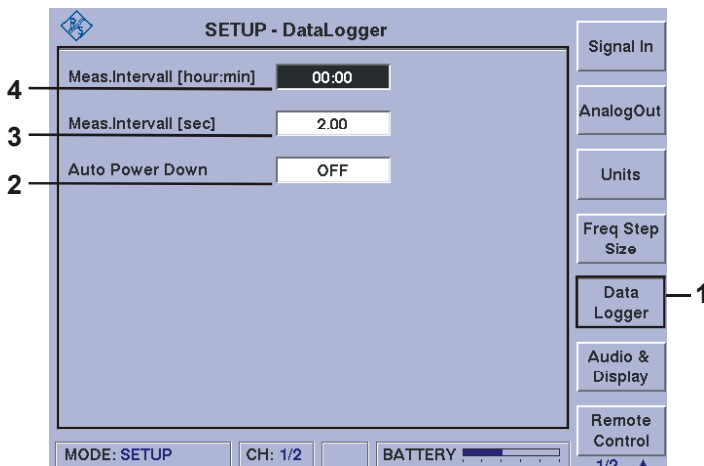 SETUP - DataLogger
Signal In
4
Meas.Intervall [hour:min] 00:00
AnalogOut
3
Meas.Intervall [sec] 2.00
2
Auto Power Down OFF
Units
Freq Step
Size
Data
Logger
1
Audio &
Display
Remote
Control
MODE: SETUP CH: 1/2 BATTERY
1/2